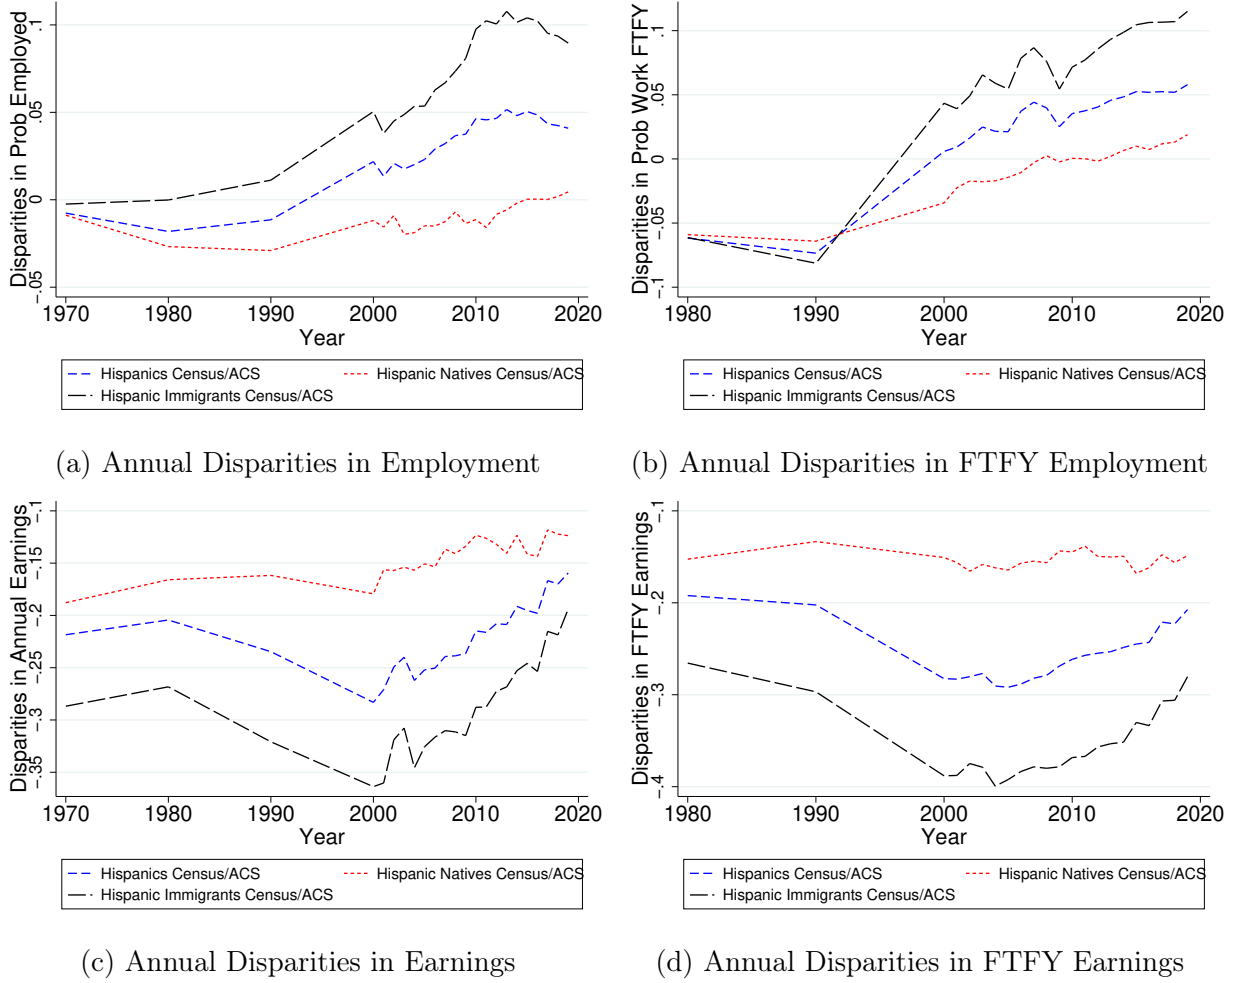 Disparities in Prob Employed
.1
.05
0
-.05
1970 1980 1990 2000 2010 2020
Year
Hispanics Census/ACS
Hispanic Natives Census/ACS
Hispanic Immigrants Census/ACS
(a) Annual Disparities in Employment
Disparities in Prob Work FTFY
.1
.05
0
-.05
-.1
1980 1990 2000 2010 2020
Year
Hispanics Census/ACS
Hispanic Natives Census/ACS
Hispanic Immigrants Census/ACS
(b) Annual Disparities in FTFY Employment
Disparities in Annual Earnings
-.1
-.15
-.2
-.25
-.3
-.35
1970 1980 1990 2000 2010 2020
Year
Hispanics Census/ACS
Hispanic Natives Census/ACS
Hispanic Immigrants Census/ACS
(c) Annual Disparities in Earnings
Disparities in FTFY Earnings
-.1
-.2
-.3
-.4
1980 1990 2000 2010 2020
Year
Hispanics Census/ACS
Hispanic Natives Census/ACS
Hispanic Immigrants Census/ACS
(d) Annual Disparities in FTFY Earnings